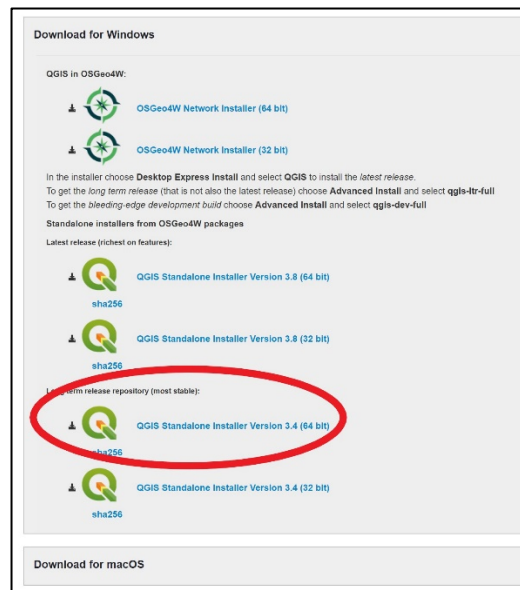 Download for Windows
QGIS in OSGeo4W:
OSGeo4W Network Installer (64 bit)
OSGeo4W Network Installer (32 bit)
In the installer choose Desktop Express Install and select QGIS to install the latest release.
To get the long term release (that is not also the latest release) choose Advanced Install and select qgis-ltr-full
To get the bleeding-edge development build choose Advanced Install and select qgis-dev-full
Standalone installers from OSGeo4W packages
Latest release (richest on features):
QGIS Standalone Installer Version 3.8 (64 bit)
sha256
QGIS Standalone Installer Version 3.8 (32 bit)
sha256
Long term release repository (most stable):
QGIS Standalone Installer Version 3.4 (64 bit)
sha256
QGIS Standalone Installer Version 3.4 (32 bit)
sha256
Download for macOS